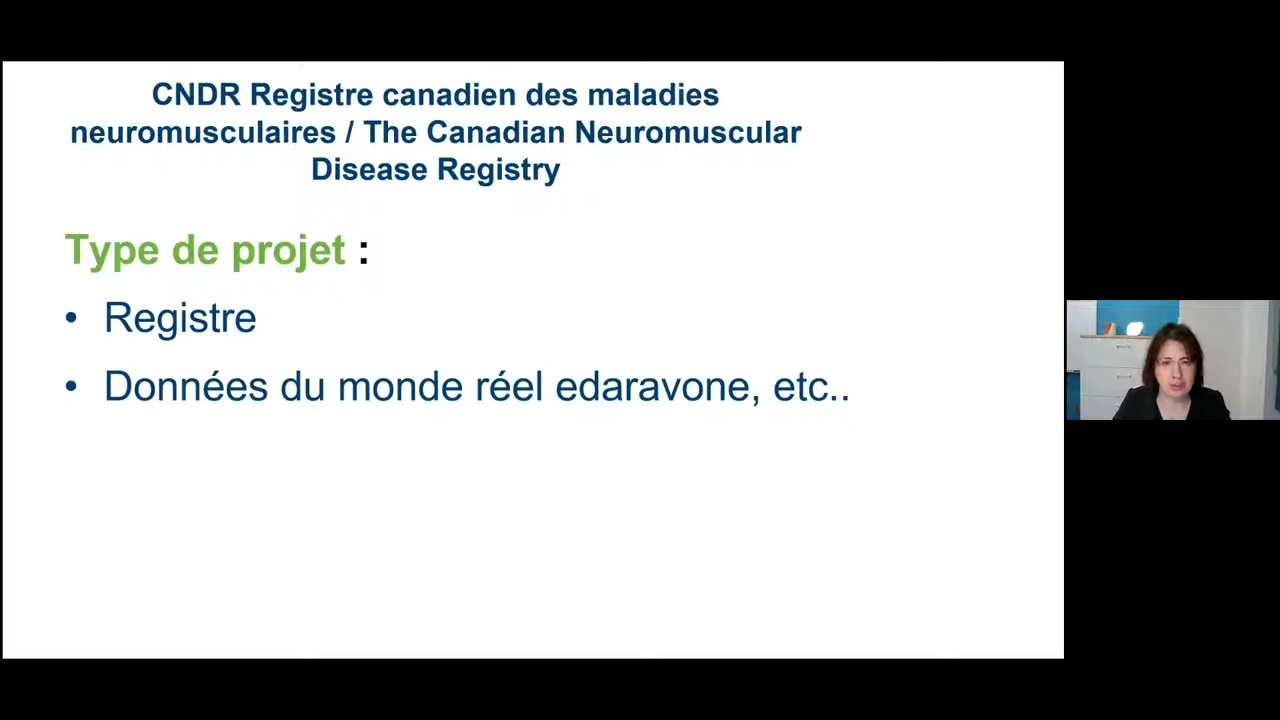 CNDR Registre canadien des maladies
neuromusculaires / The Canadian Neuromuscular
Disease Registry
Type de projet :
• Registre
• Données du monde réel edaravone, etc..